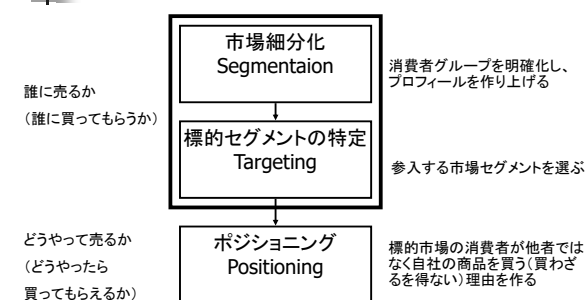 市場細分化
Segmentaion
消費者グループを明確化し、
プロフィールを作り上げる
誰に売るか
(誰に買ってもらうか)
標的セグメントの特定
Targeting
参入する市場セグメントを選ぶ
どうやって売るか
(どうやったら
買ってもらえるか)
ポジショニング
Positioning
標的市場の消費者が他者では
なく自社の商品を買う(買わざ
るを得ない)理由を作る